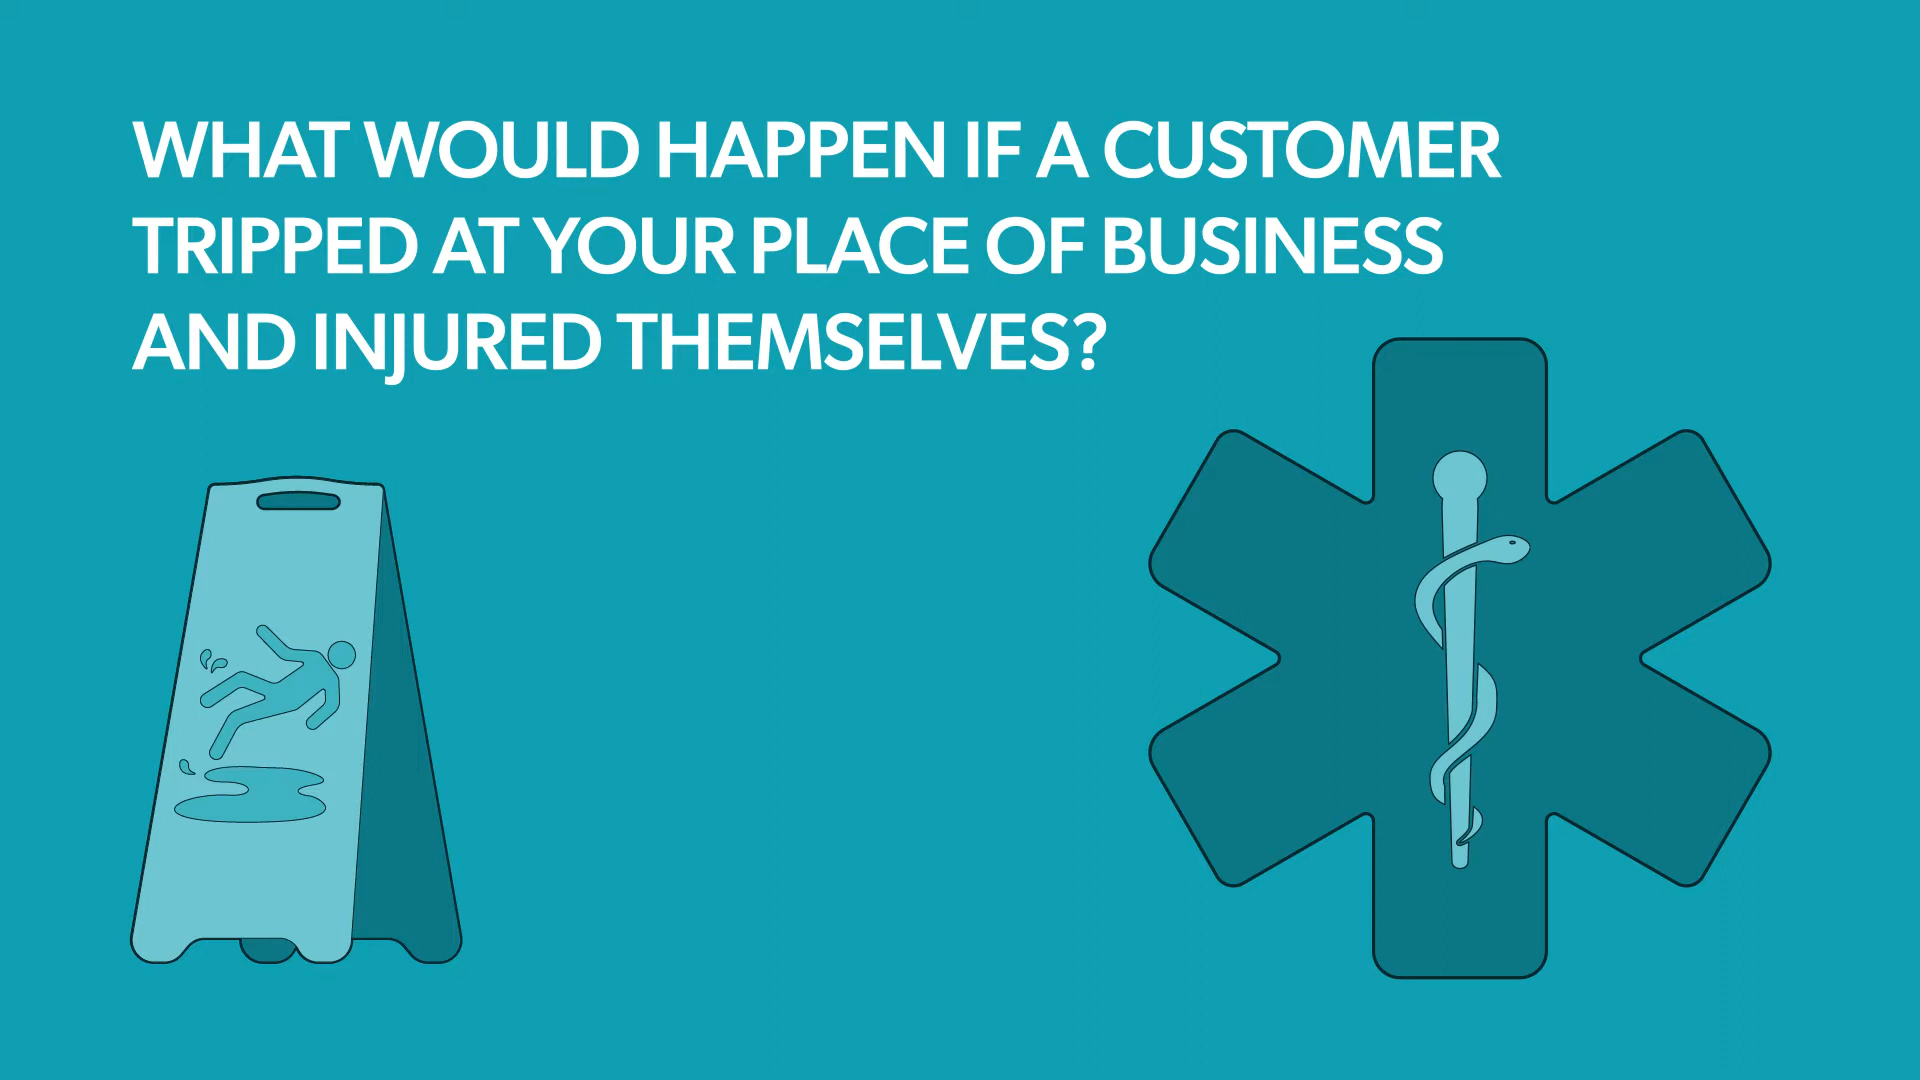 WHAT WOULD HAPPEN IF A CUSTOMER
TRIPPED AT YOUR PLACE OF BUSINESS
AND INJURED THEMSELVES?